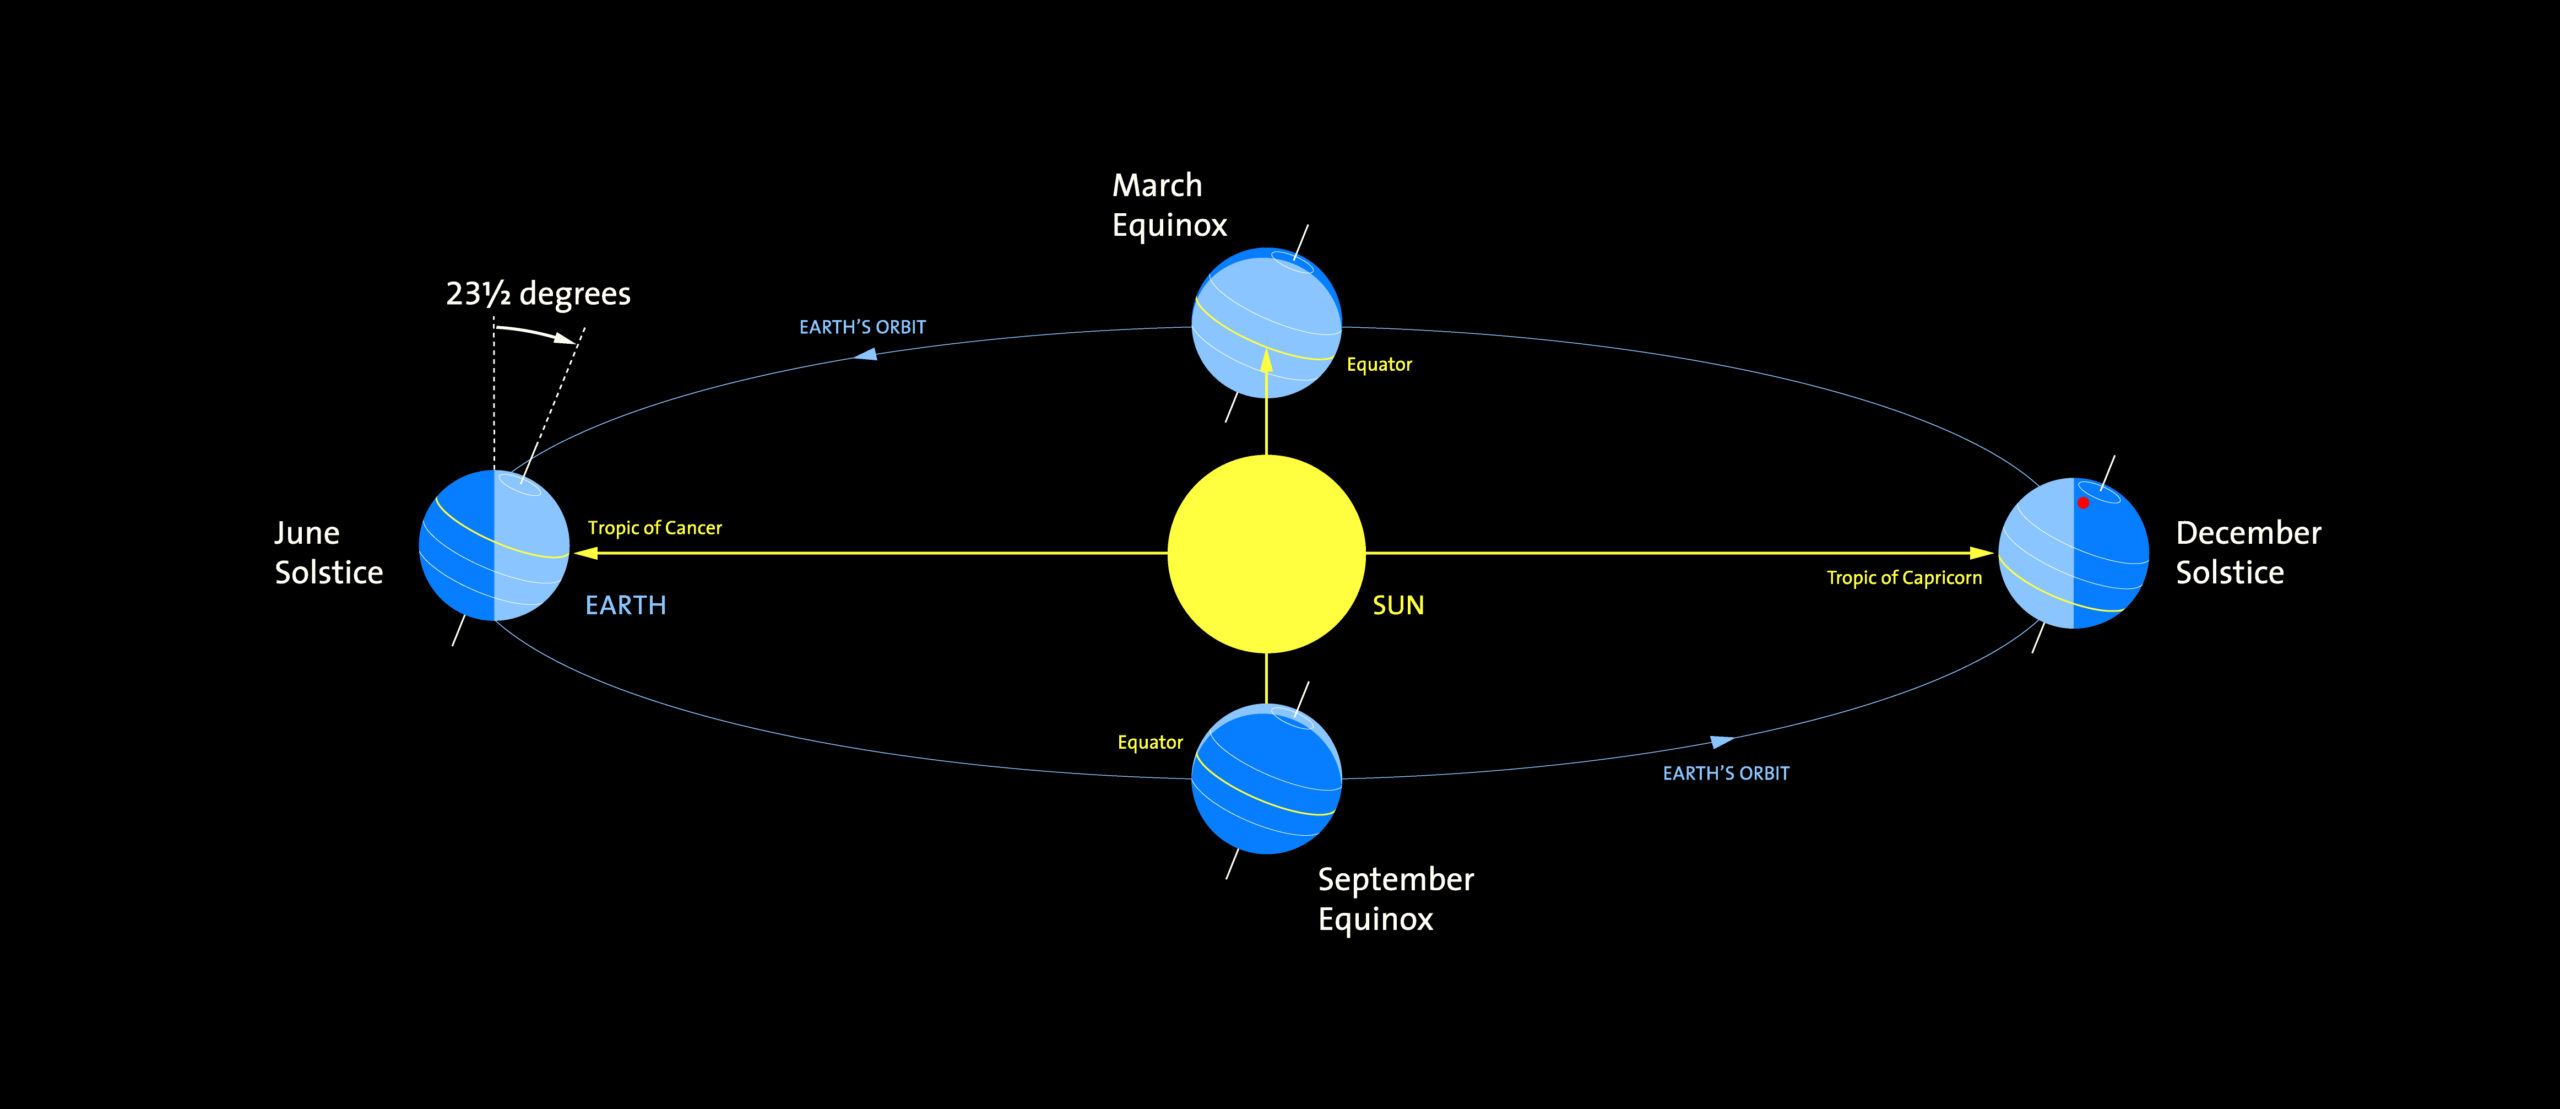 March
Equinox
23½ degrees
EARTH'S ORBIT
Equator
June
Solstice
Tropic of Cancer
EARTH
SUN
Tropic of Capricorn
December
Solstice
Equator
EARTH'S ORBIT
September
Equinox